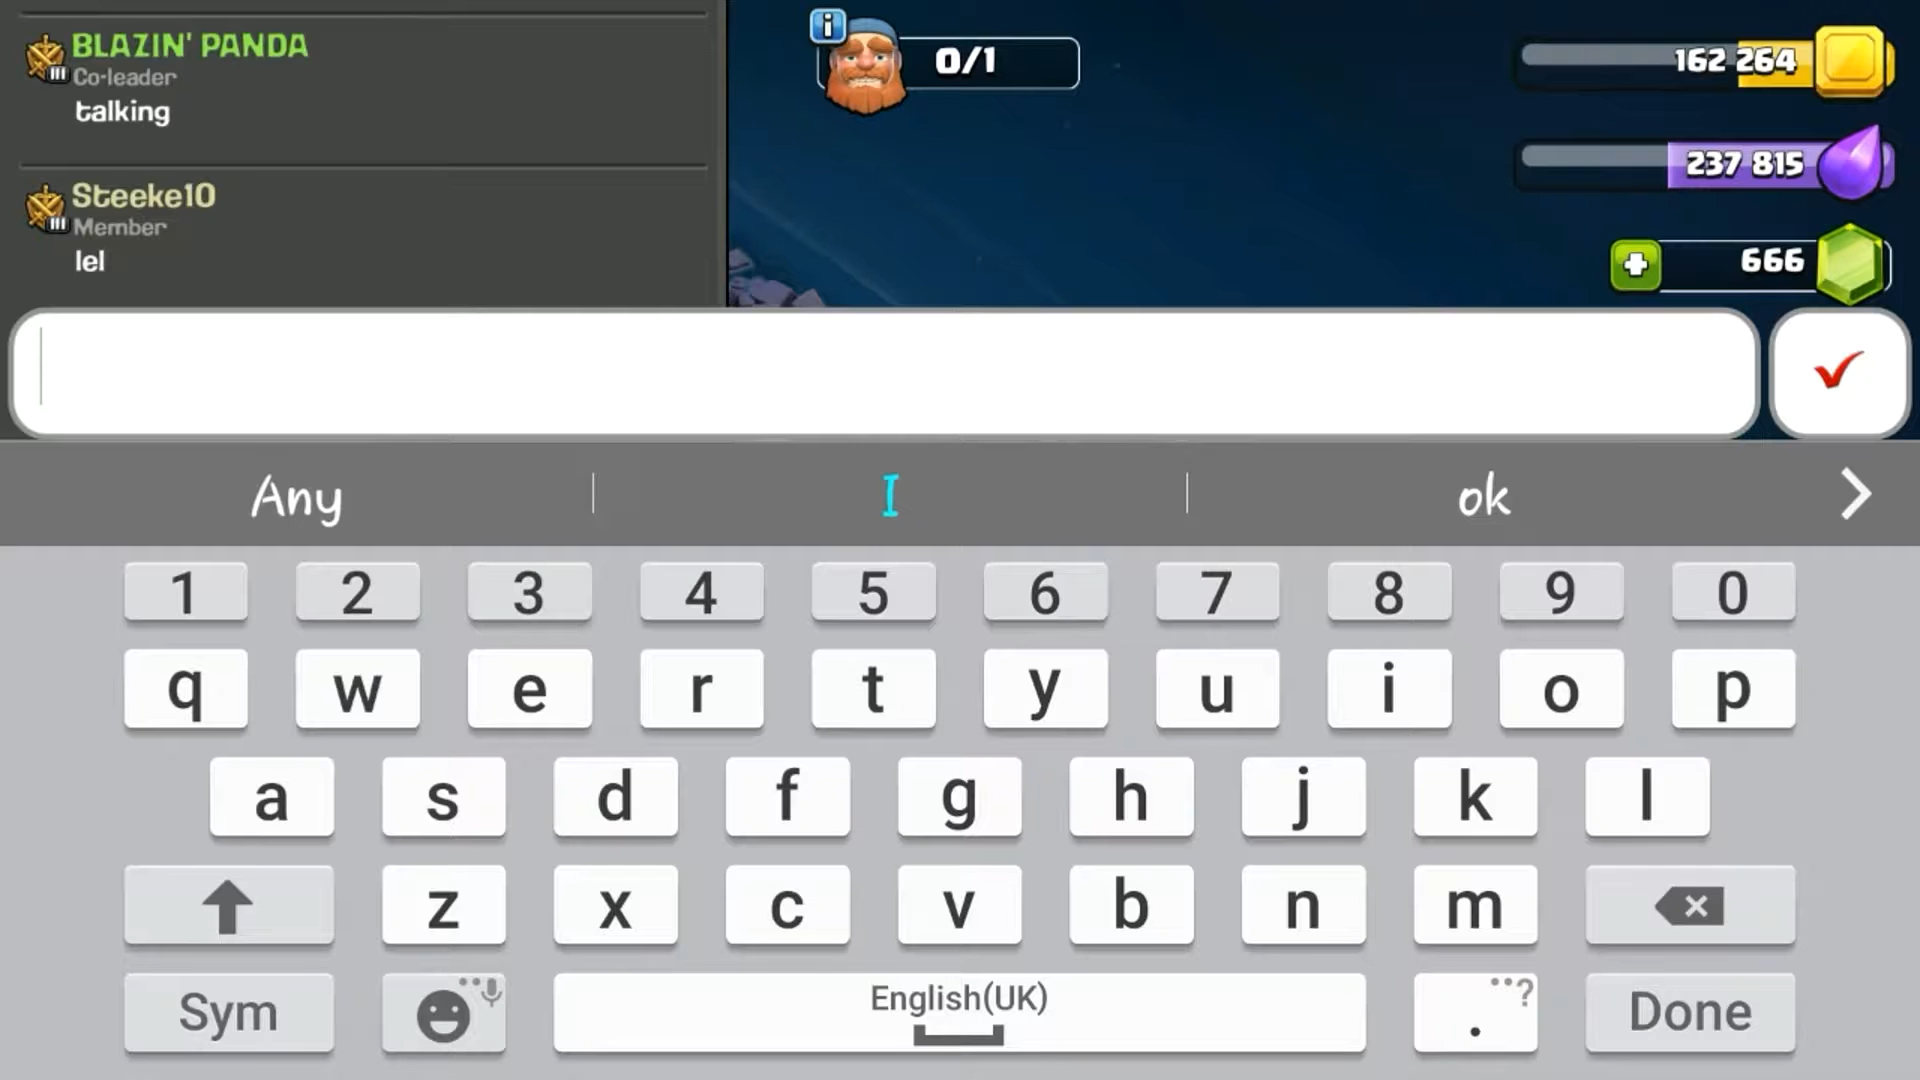 BLAZIN' PANDA
Co-leader
talking
Steeke10
Member
lel
i
0/1
162 264
237 815
666
Any I ok
1 2 3 4 5 6 7 8 9 0
q w e r t y u i o p
a s d f g h j k l
z x c v b n m
Sym English(UK) . ? Done